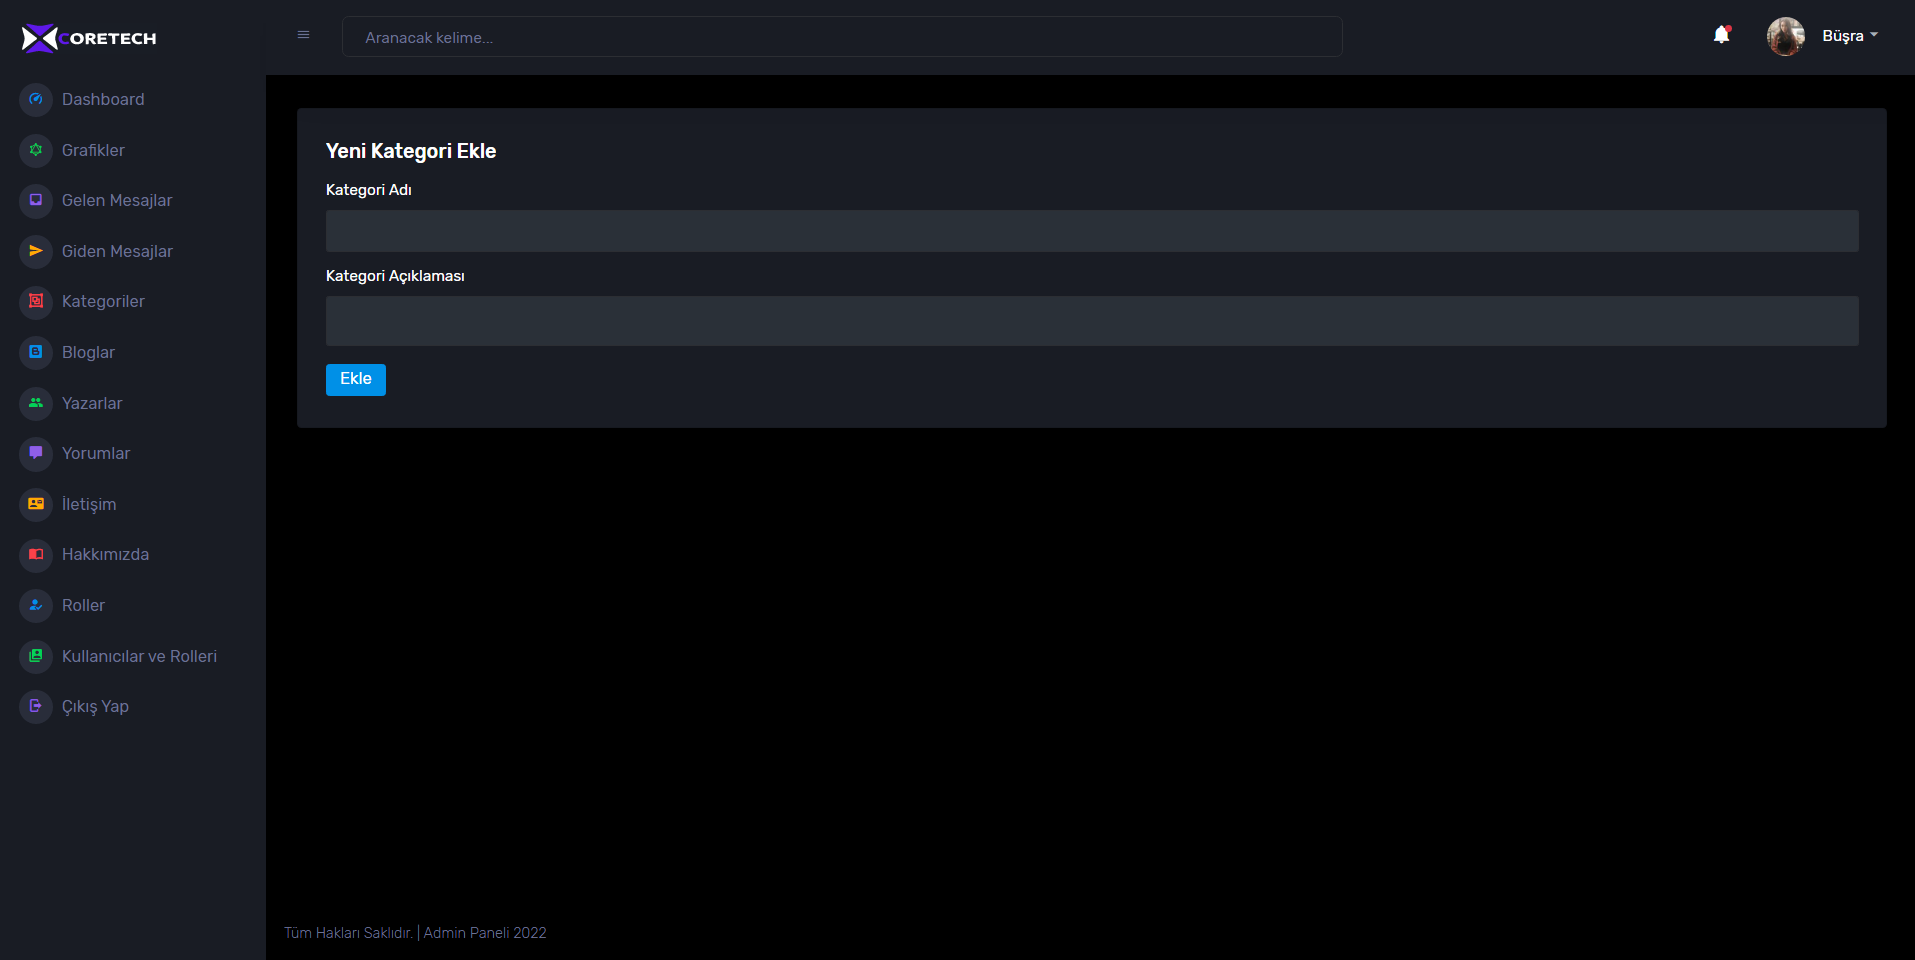 CORETECH
Aranacak kelime...
Büşra
Dashboard
Grafikler
Gelen Mesajlar
Giden Mesajlar
Kategoriler
Bloglar
Yazarlar
Yorumlar
İletişim
Hakkımızda
Roller
Kullanıcılar ve Rolleri
Çıkış Yap
Yeni Kategori Ekle
Kategori Adı
Kategori Açıklaması
Ekle
Tüm Hakları Saklıdır. | Admin Paneli 2022